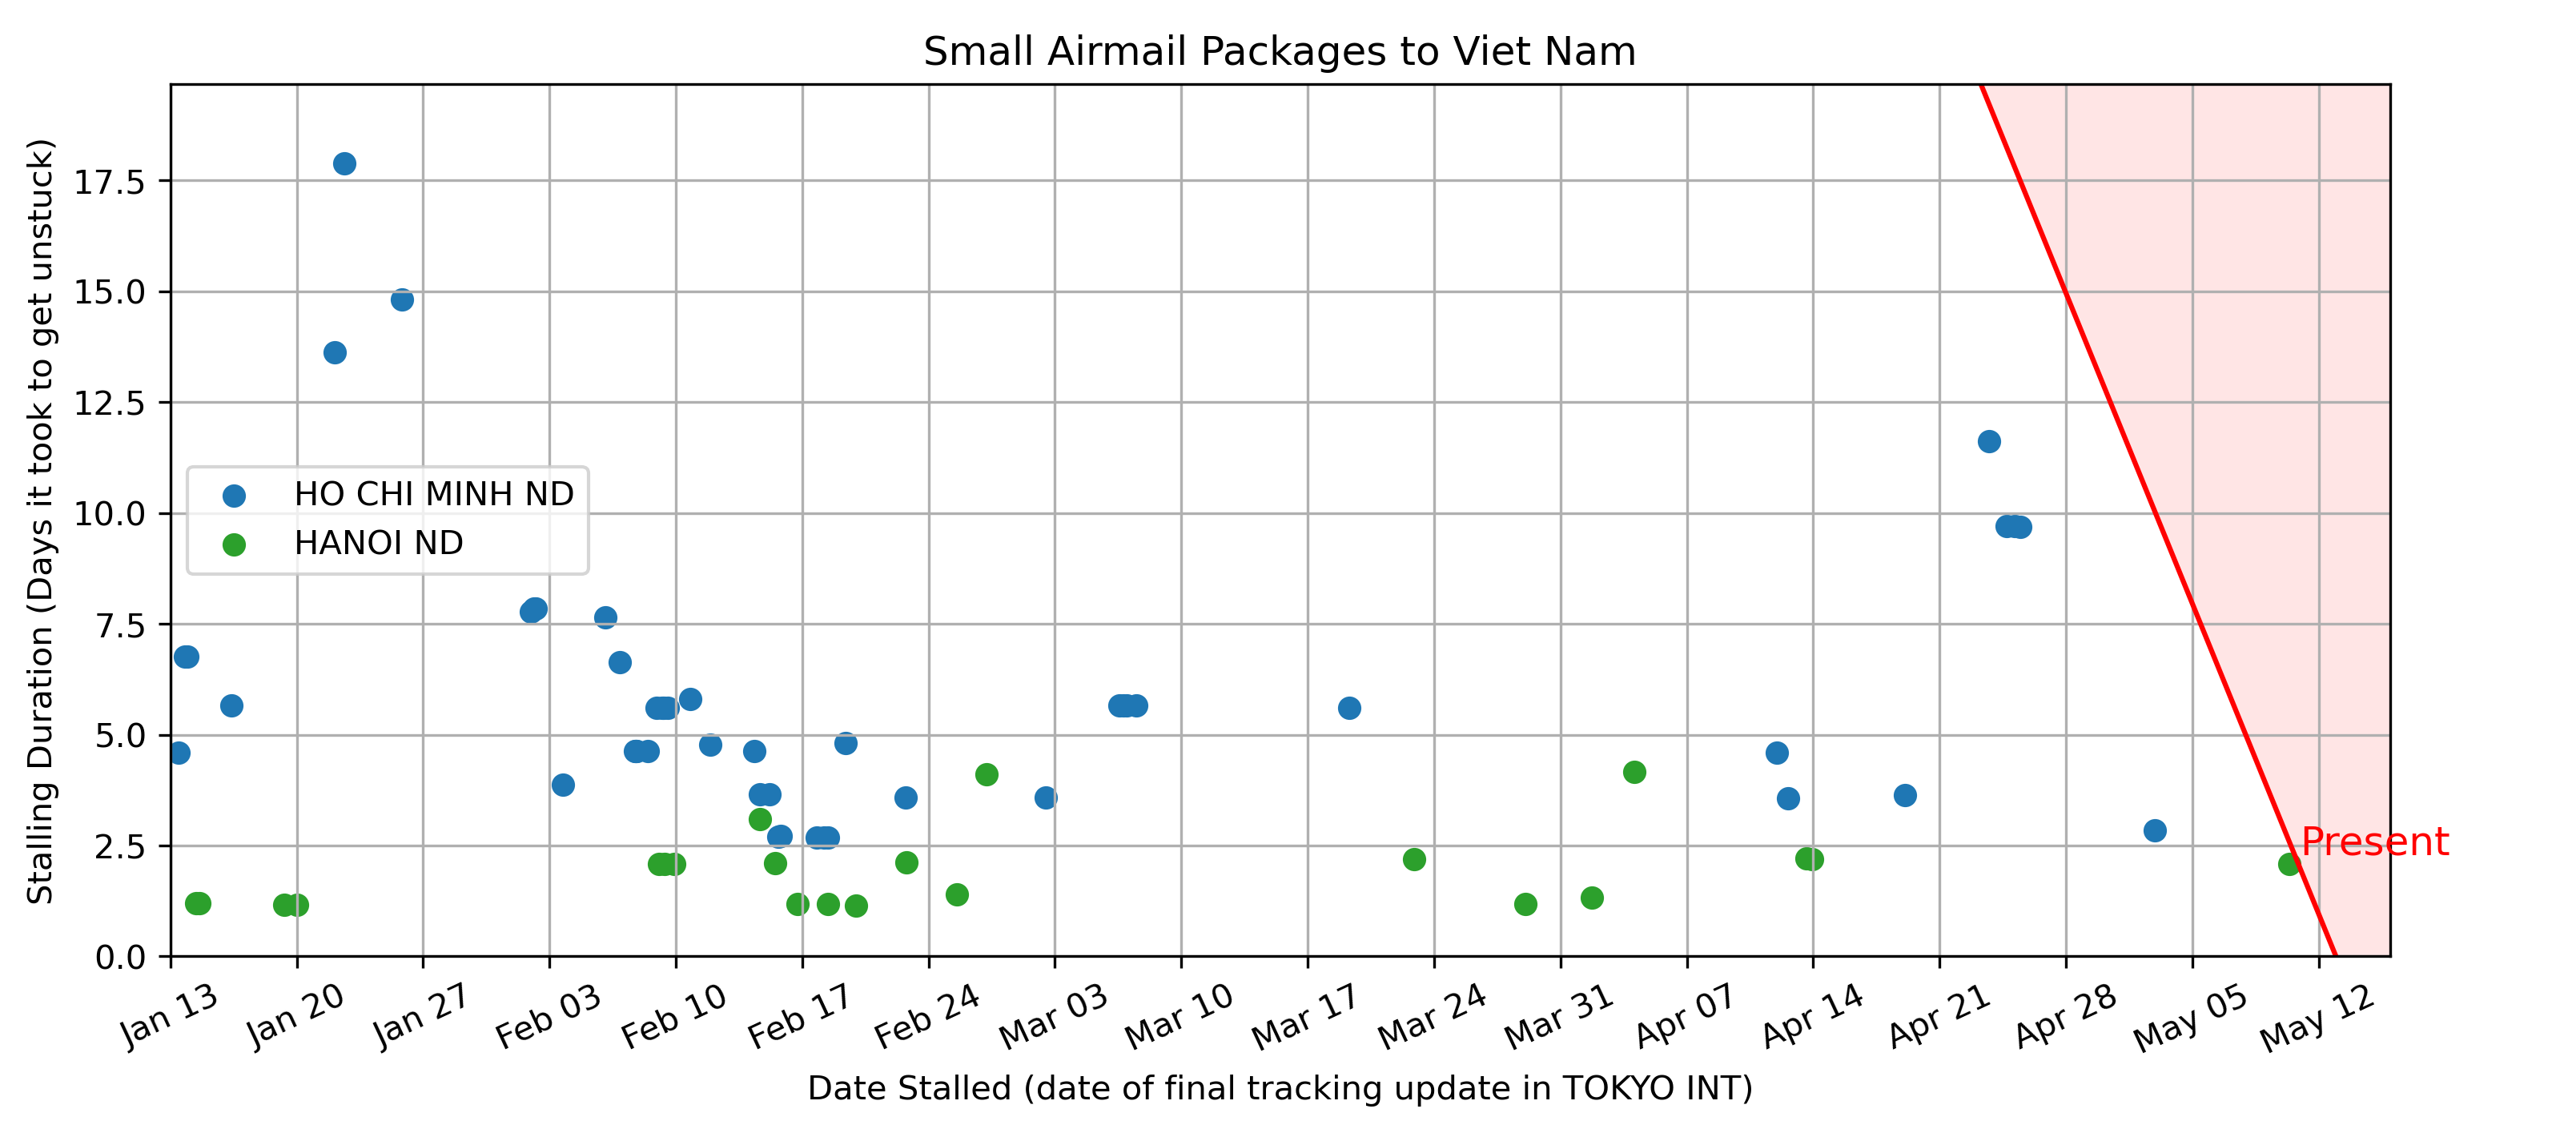 Small Airmail Packages to Viet Nam
Stalling Duration (Days it took to get unstuck)
17.5
15.0
12.5
10.0
7.5
5.0
2.5
0.0
HO CHI MINH ND
HANOI ND
Present
Jan 13
Jan 20
Jan 27
Feb 03
Feb 10
Feb 17
Feb 24
Mar 03
Mar 10
Mar 17
Mar 24
Mar 31
Apr 07
Apr 14
Apr 21
Apr 28
May 05
May 12
Date Stalled (date of final tracking update in TOKYO INT)